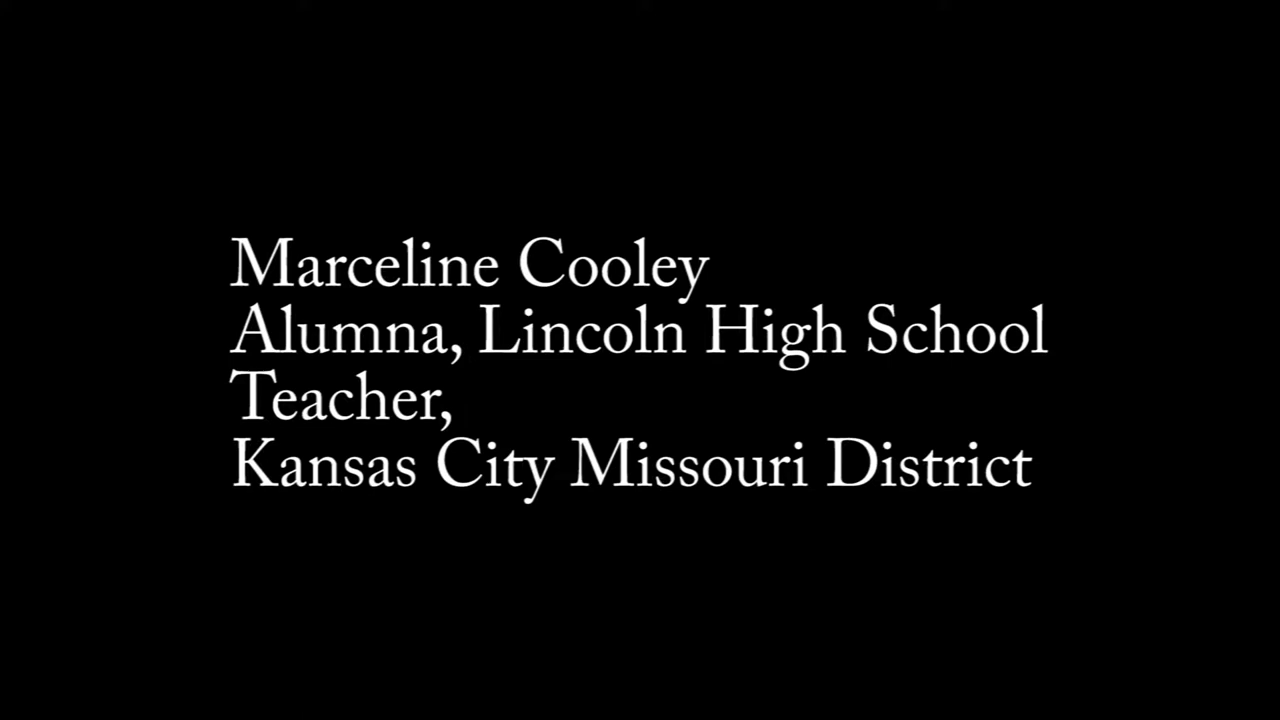 Marceline Cooley
Alumna, Lincoln High School
Teacher,
Kansas City Missouri District